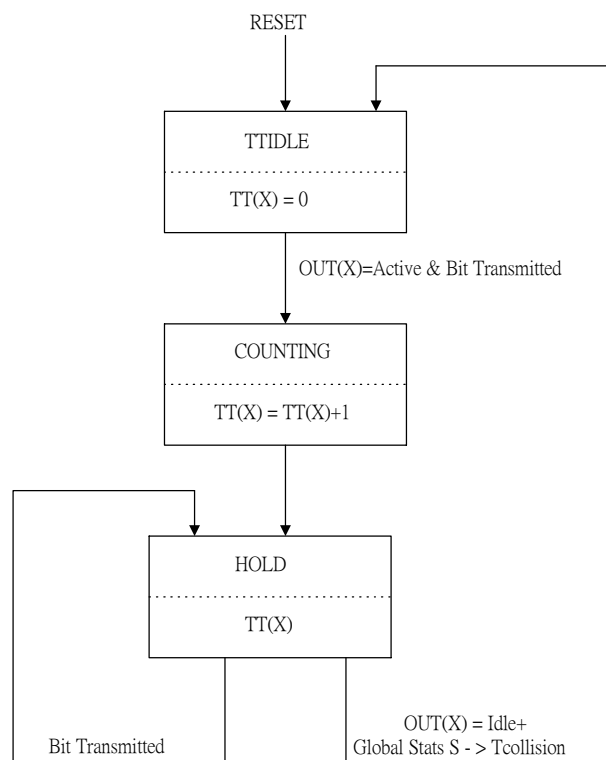 RESET
TTIDLE
TT(X) = 0
OUT(X)=Active & Bit Transmitted
COUNTING
TT(X) = TT(X)+1
HOLD
TT(X)
Bit Transmitted
OUT(X) = Idle+
Global Stats S - > Tcollision